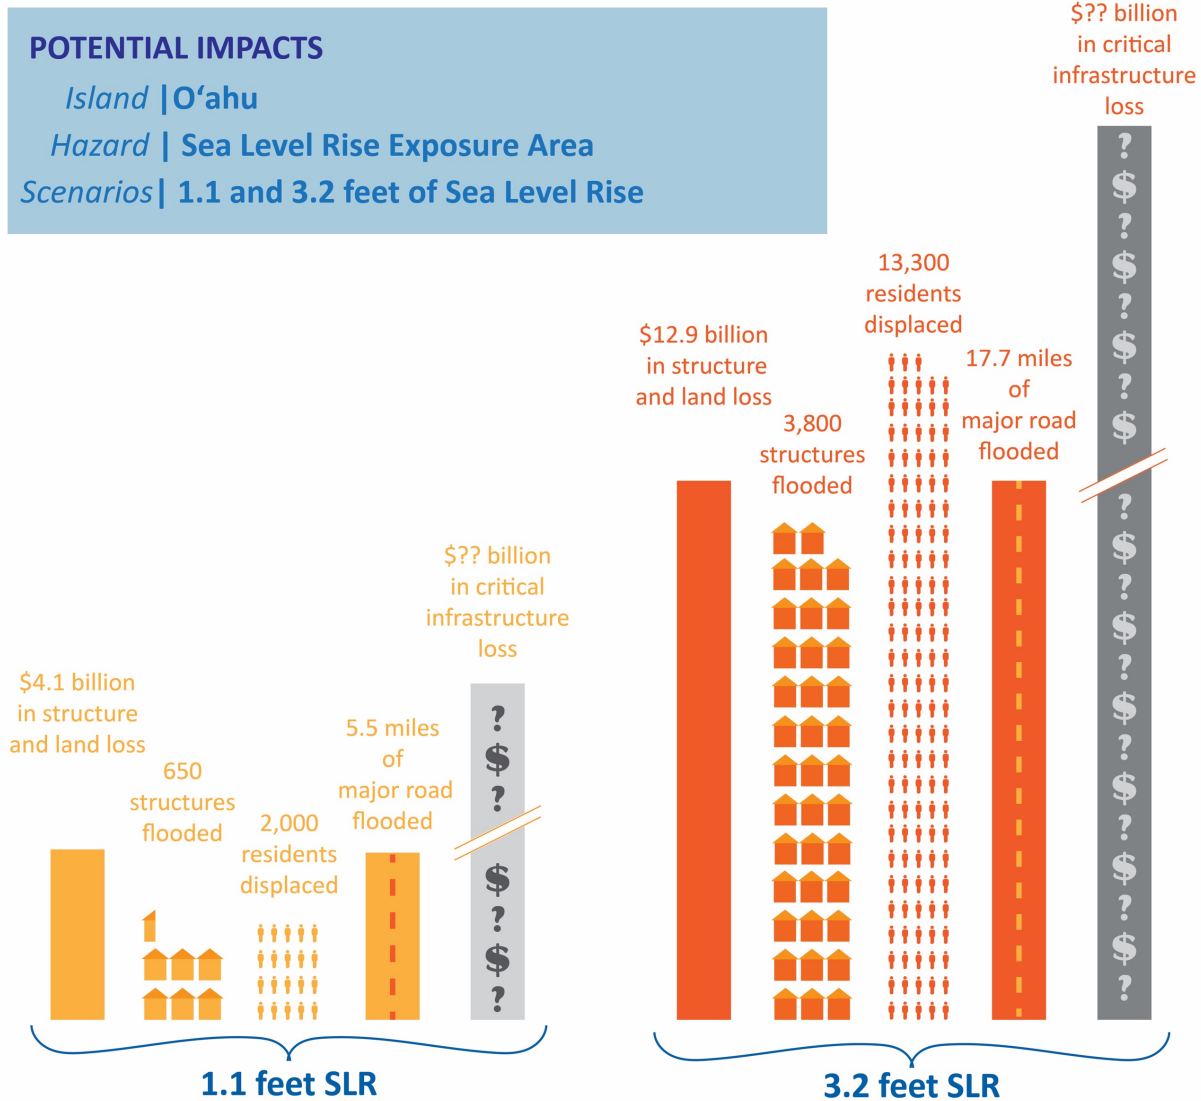 POTENTIAL IMPACTS
Island | Oʻahu
Hazard | Sea Level Rise Exposure Area
Scenarios | 1.1 and 3.2 feet of Sea Level Rise
$4.1 billion
in structure
and land loss
650
structures
flooded
2,000
residents
displaced
5.5 miles
of
major road
flooded
$?? billion
in critical
infrastructure
loss
?
$
?
$
?
$
?
1.1 feet SLR
$12.9 billion
in structure
and land loss
3,800
structures
flooded
13,300
residents
displaced
17.7 miles
of
major road
flooded
$?? billion
in critical
infrastructure
loss
?
$
?
$
?
$
?
$
?
$
?
$
?
$
?
$
?
$
?
$
?
3.2 feet SLR